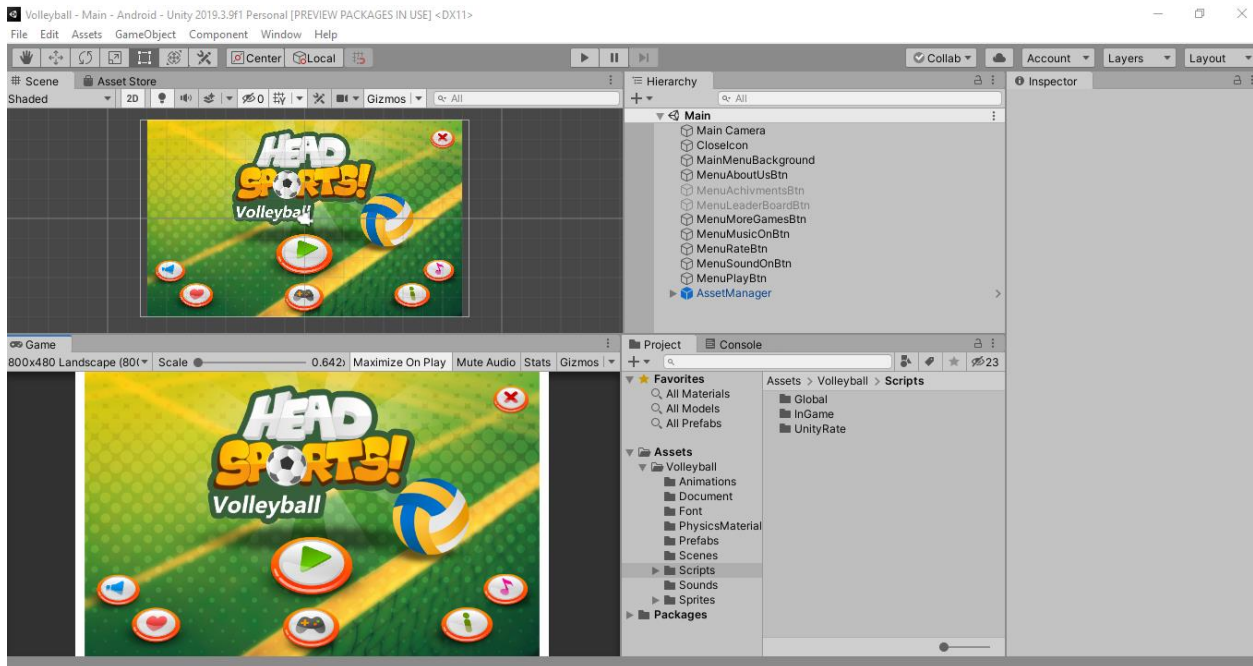 Volleyball - Main - Android - Unity 2019.3.9f1 Personal [PREVIEW PACKAGES IN USE] <DX11>
File Edit Assets GameObject Component Window Help
Center Local Collab Account Layers Layout
Scene Asset Store
Shaded 2D 0 Gizmos All
HEAD
SPORTS!
Volleyball
Hierarchy
All
Main
Main Camera
CloseIcon
MainMenuBackground
MenuAboutUsBtn
MenuAchivmentsBtn
MenuLeaderBoardBtn
MenuMoreGamesBtn
MenuMusicOnBtn
MenuRateBtn
MenuSoundOnBtn
MenuPlayBtn
AssetManager
Inspector
Game
800x480 Landscape (80( Scale 0.642 Maximize On Play Mute Audio Stats Gizmos
HEAD
SPORTS!
Volleyball
Project Console
23
Favorites
All Materials
All Models
All Prefabs
Assets
Volleyball
Animations
Document
Font
PhysicsMaterial
Prefabs
Scenes
Scripts
Sounds
Sprites
Packages
Assets > Volleyball > Scripts
Global
InGame
UnityRate